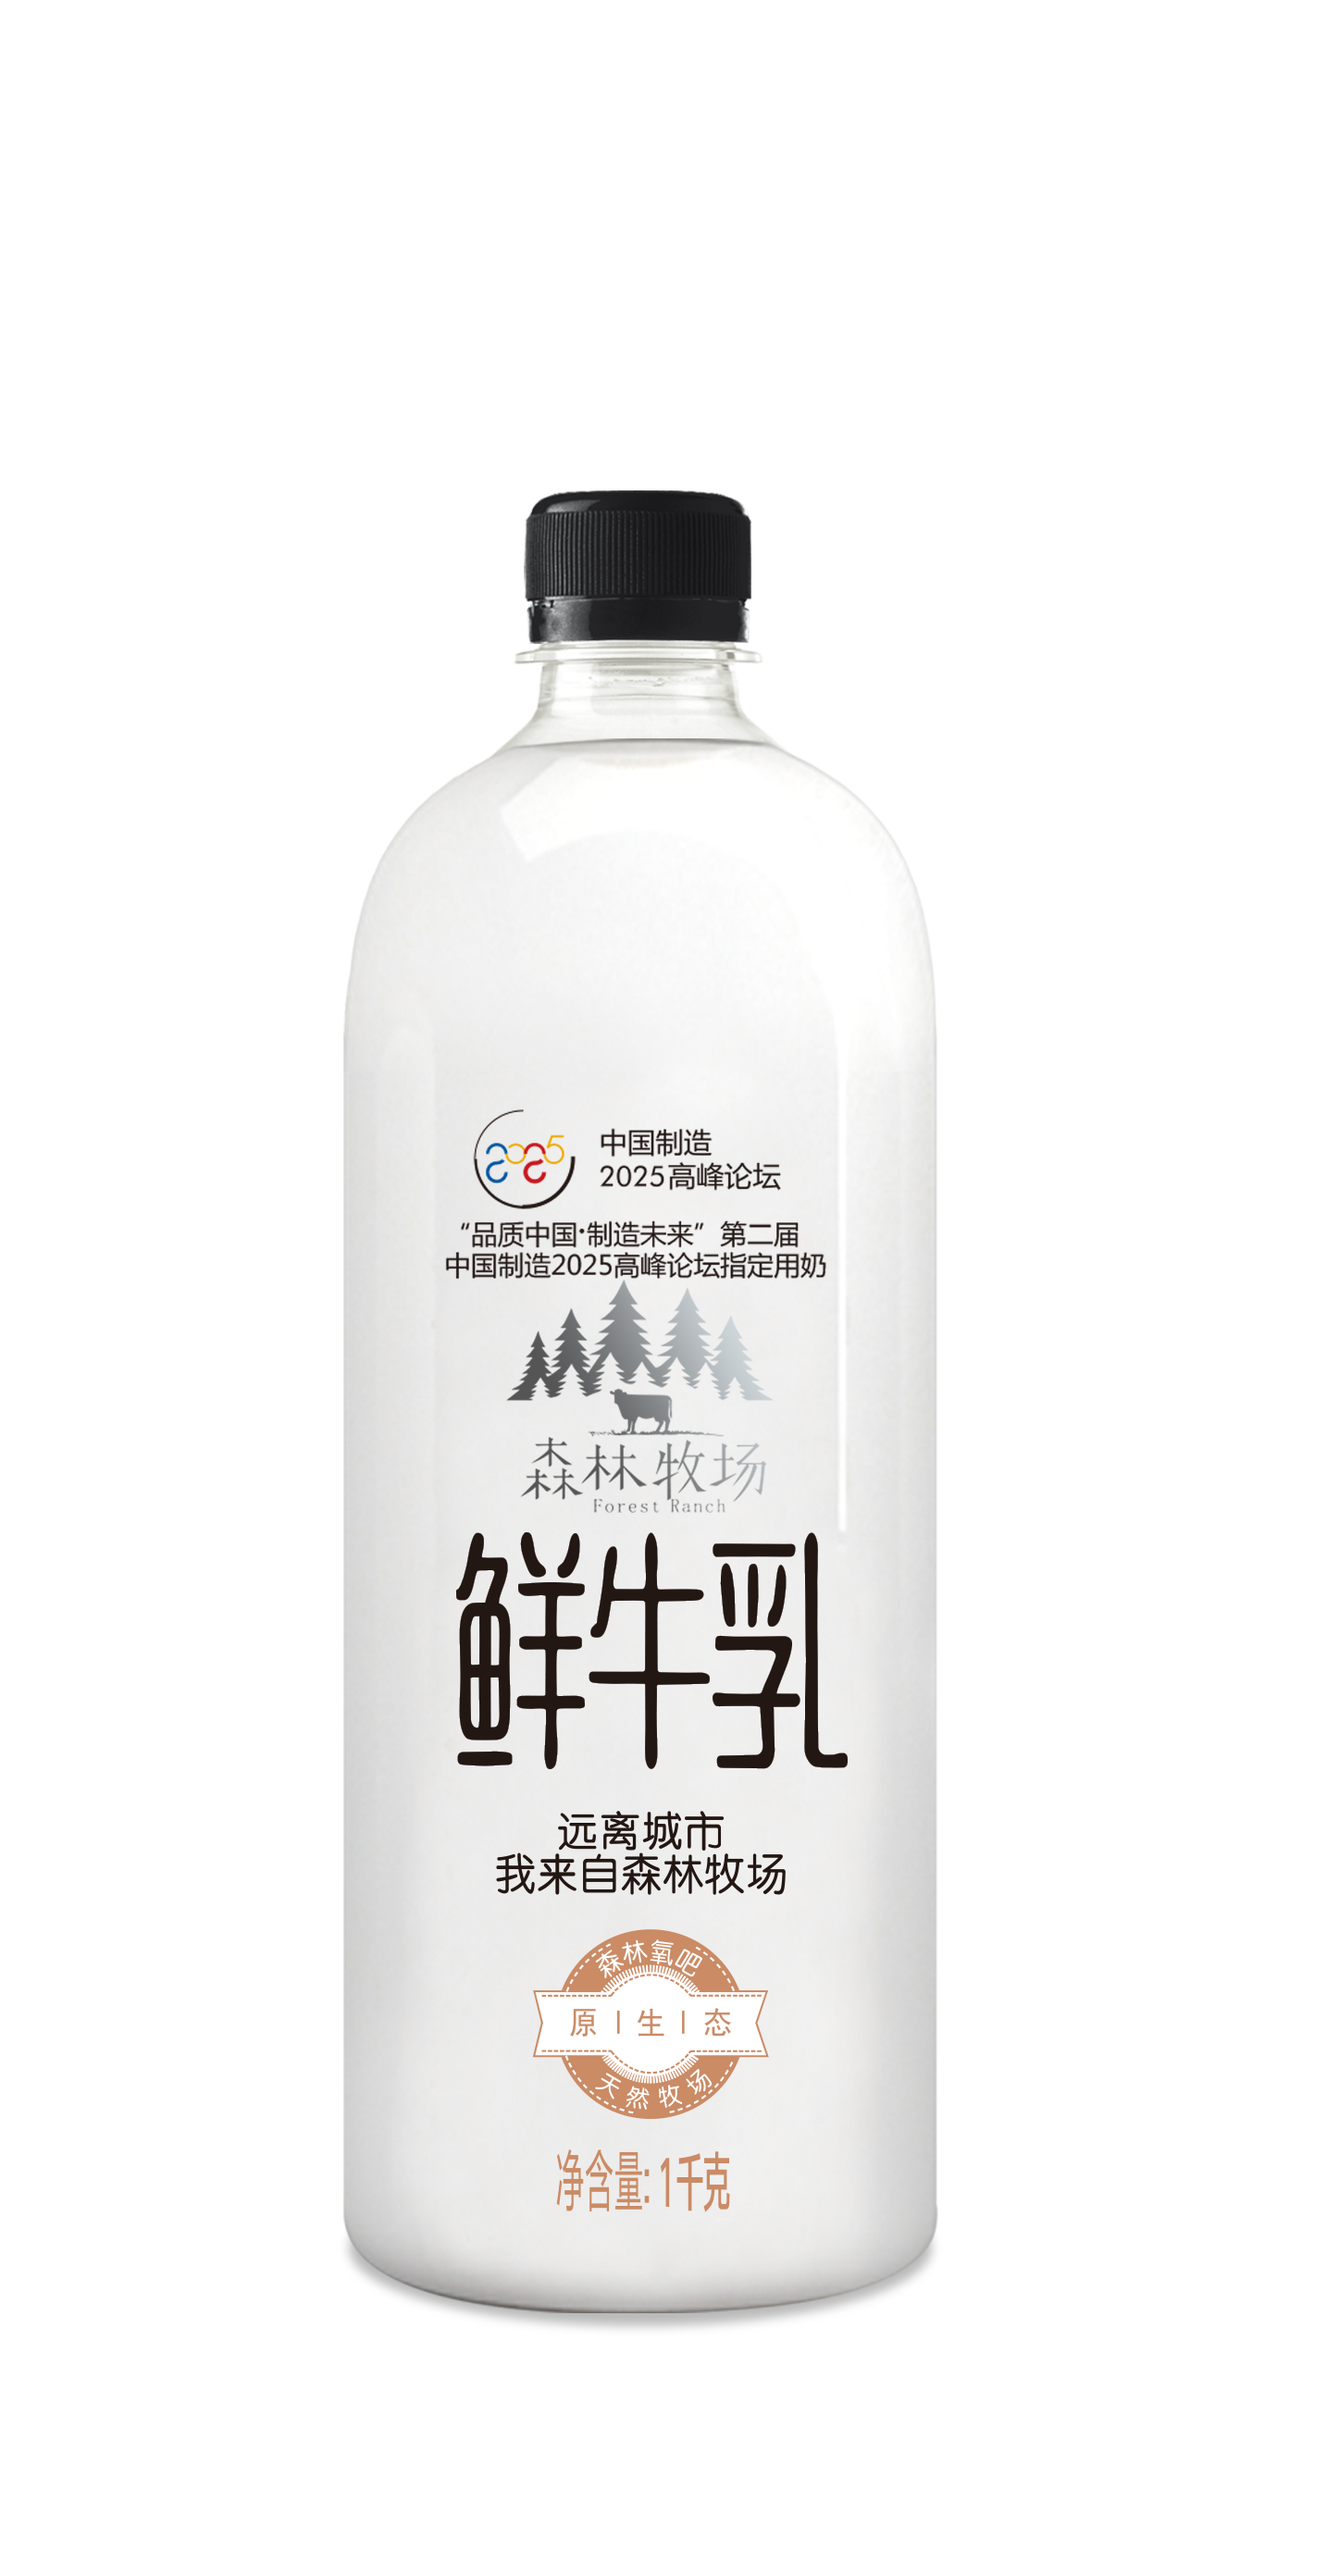 2025
中国制造
2025高峰论坛
“品质中国·制造未来”第二届
中国制造2025高峰论坛指定用奶
森林牧场
Forest Ranch
鲜牛乳
远离城市
我来自森林牧场
森林氧吧
原|生|态
天然牧场
净含量:1千克